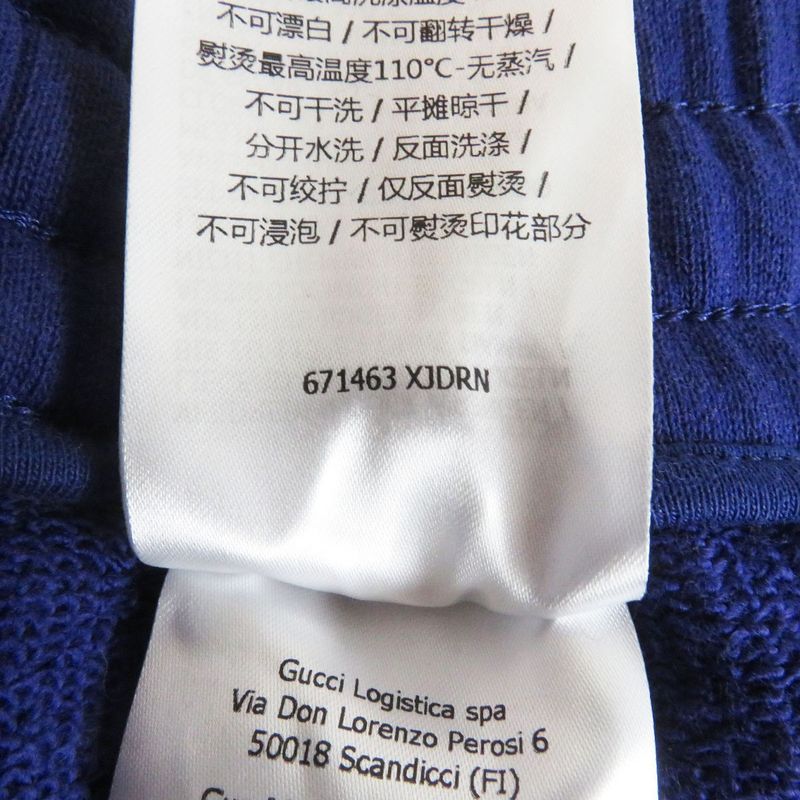 不可漂白 / 不可翻转干燥 /
熨烫最高温度110℃-无蒸汽 /
不可干洗 / 平摊晾干 /
分开水洗 / 反面洗涤 /
不可绞拧 / 仅反面熨烫 /
不可浸泡 / 不可熨烫印花部分
671463 XJDRN
Gucci Logistica spa
Via Don Lorenzo Perosi 6
50018 Scandicci (FI)